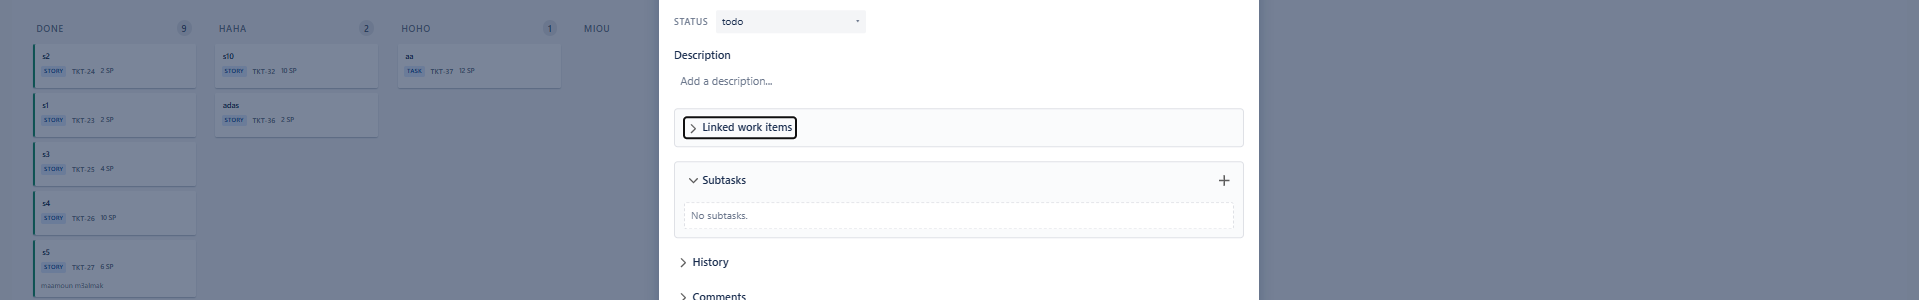 DONE 9
s2
STORY TKT-24 2 SP
s1
STORY TKT-23 2 SP
s3
STORY TKT-25 4 SP
s4
STORY TKT-26 10 SP
s5
STORY TKT-27 6 SP
maamoun m3almak
HAHA 2
s10
STORY TKT-32 10 SP
adas
STORY TKT-36 2 SP
HOHO 1
aa
TASK TKT-37 12 SP
MIOU
STATUS todo
Description
Add a description...
Linked work items
Subtasks
No subtasks.
History
Comments